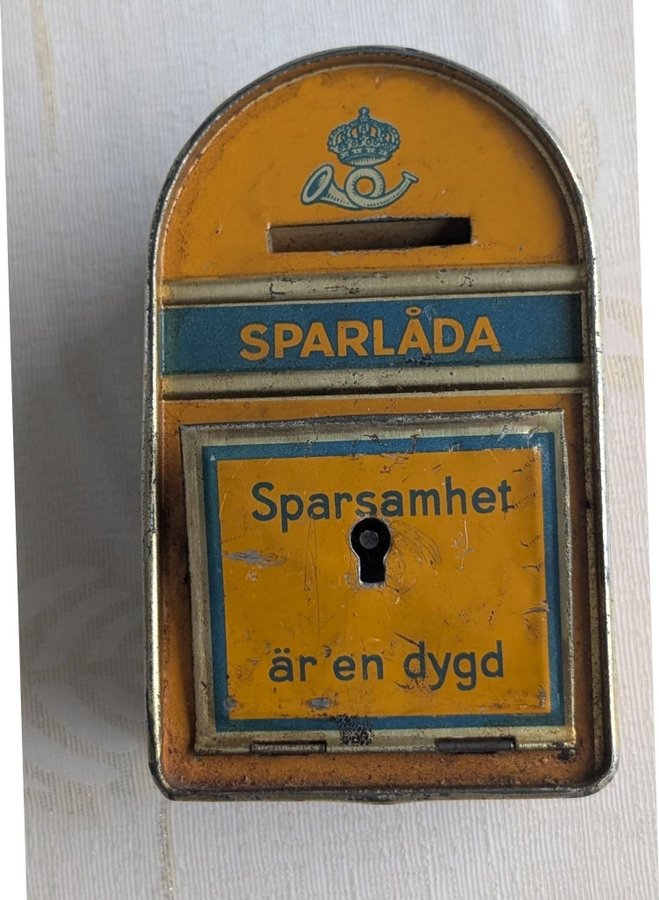 SPARLÅDA
Sparsamhet
är en dygd